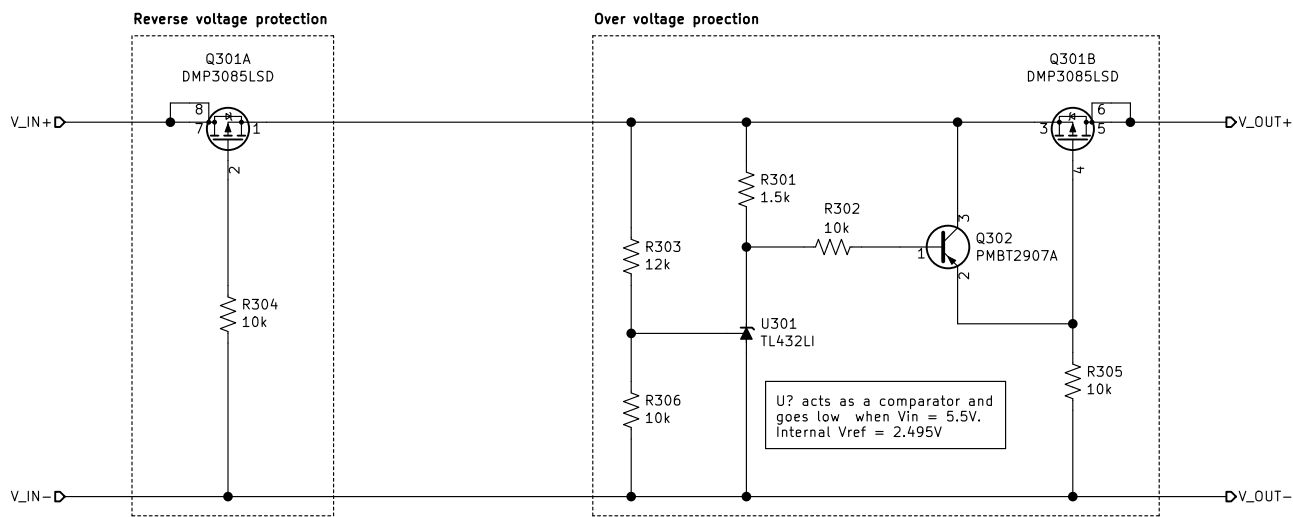 Reverse voltage protection
Over voltage proection
Q301A
DMP3085LSD
Q301B
DMP3085LSD
8
7
1
2
6
3
5
4
V_IN+
V_OUT+
R301
1.5k
R302
10k
R303
12k
3
1
2
Q302
PMBT2907A
R304
10k
U301
TL432LI
R305
10k
R306
10k
U? acts as a comparator and
goes low  when Vin = 5.5V.
Internal Vref = 2.495V
V_IN-
V_OUT-